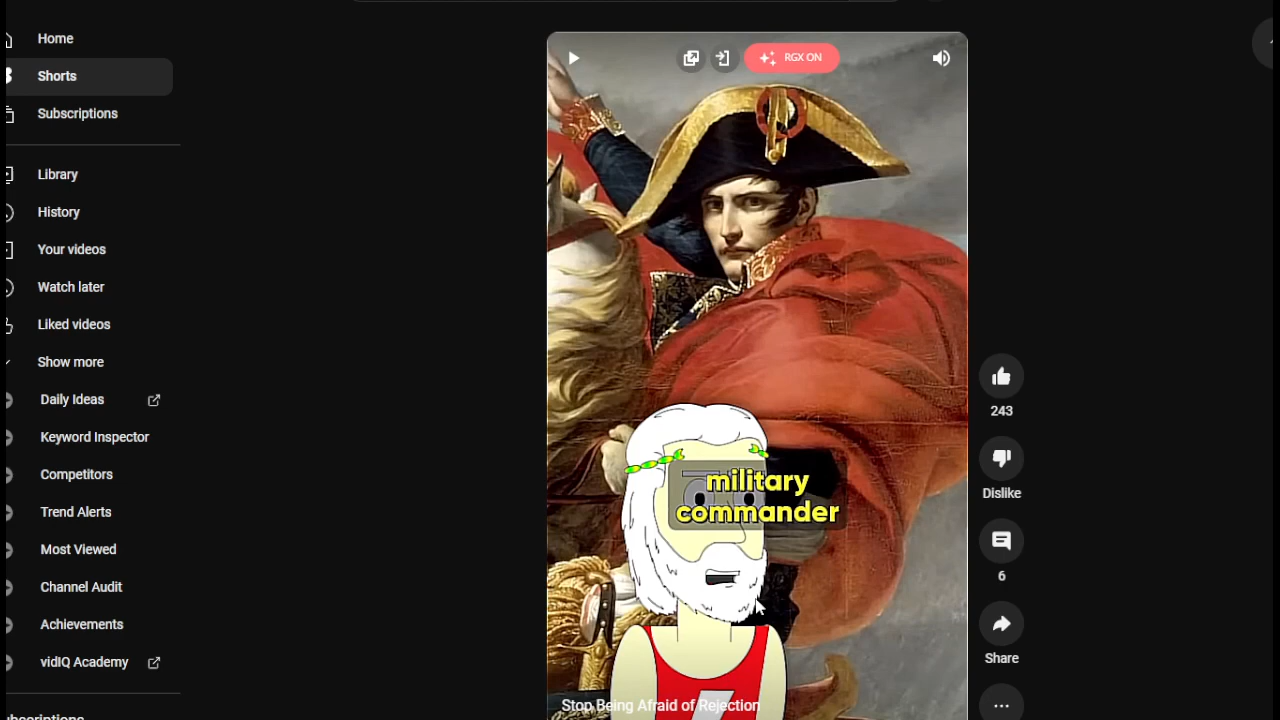 Home
Shorts
Subscriptions
Library
History
Your videos
Watch later
Liked videos
Show more
Daily Ideas
Keyword Inspector
Competitors
Trend Alerts
Most Viewed
Channel Audit
Achievements
vidIQ Academy
RGX ON
military
commander
Stop Being Afraid of Rejection
243
Dislike
6
Share